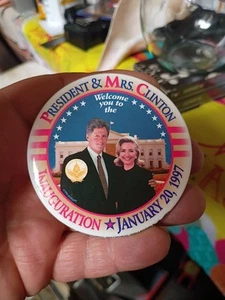 PRESIDENT & MRS. CLINTON
Welcome
you to
the
INAUGURATION ★ JANUARY 20, 1997